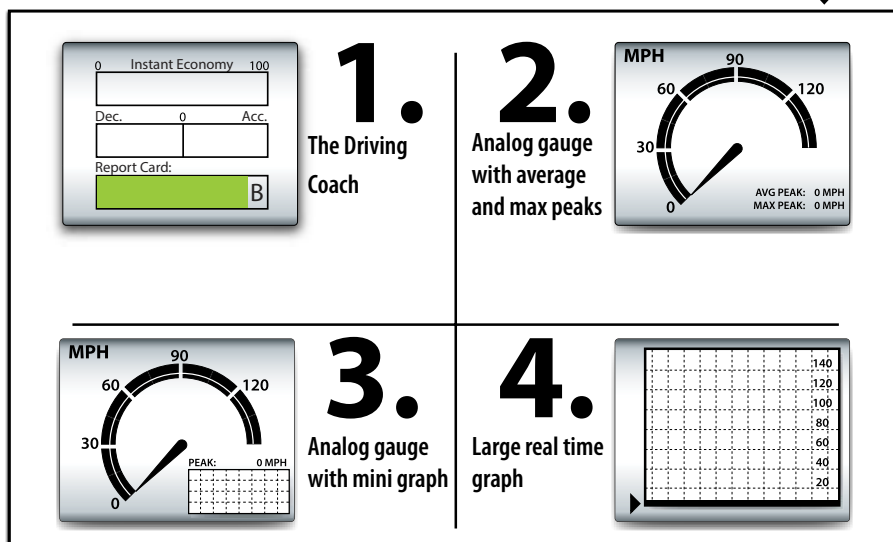 0 Instant Economy 100
Dec. 0 Acc.
Report Card:
B
1.
The Driving
Coach
2.
Analog gauge
with average
and max peaks
MPH
90
60 120
30
0
AVG PEAK: 0 MPH
MAX PEAK: 0 MPH
MPH
90
60 120
30
0
PEAK: 0 MPH
3.
Analog gauge
with mini graph
4.
Large real time
graph
140
120
100
80
60
40
20